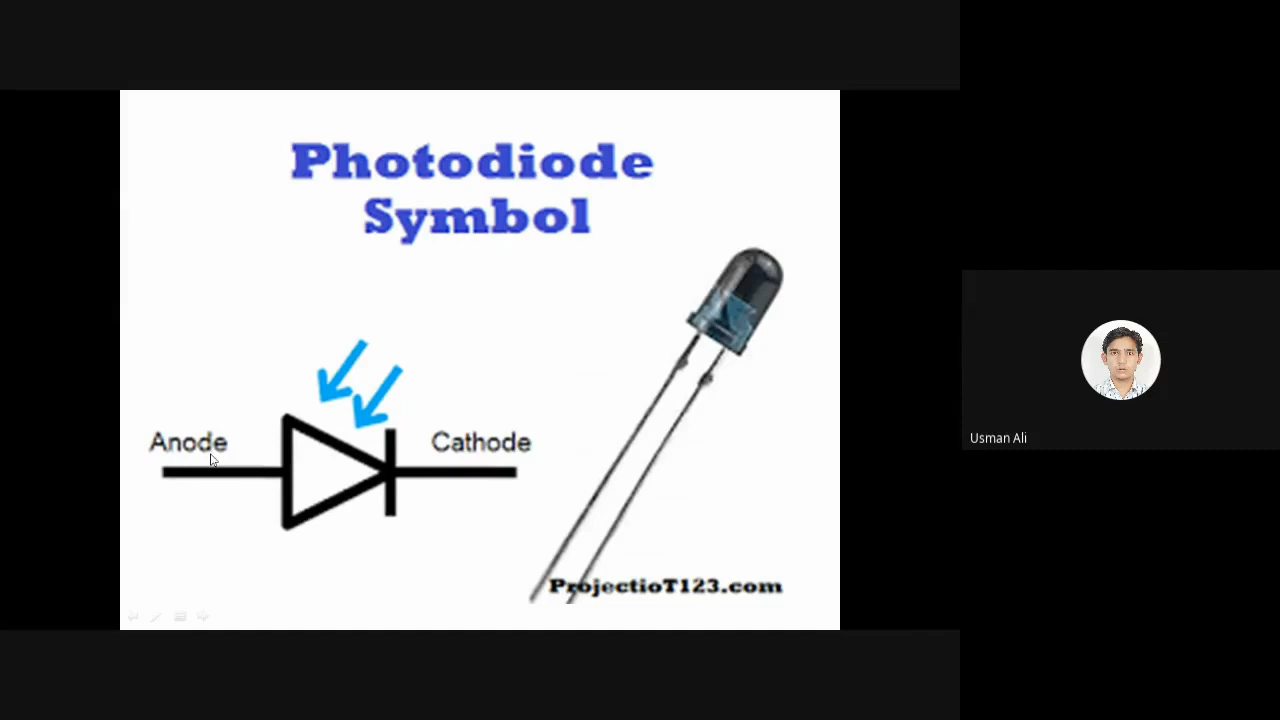 Photodiode
Symbol
Anode
Cathode
ProjectioT123.com
Usman Ali